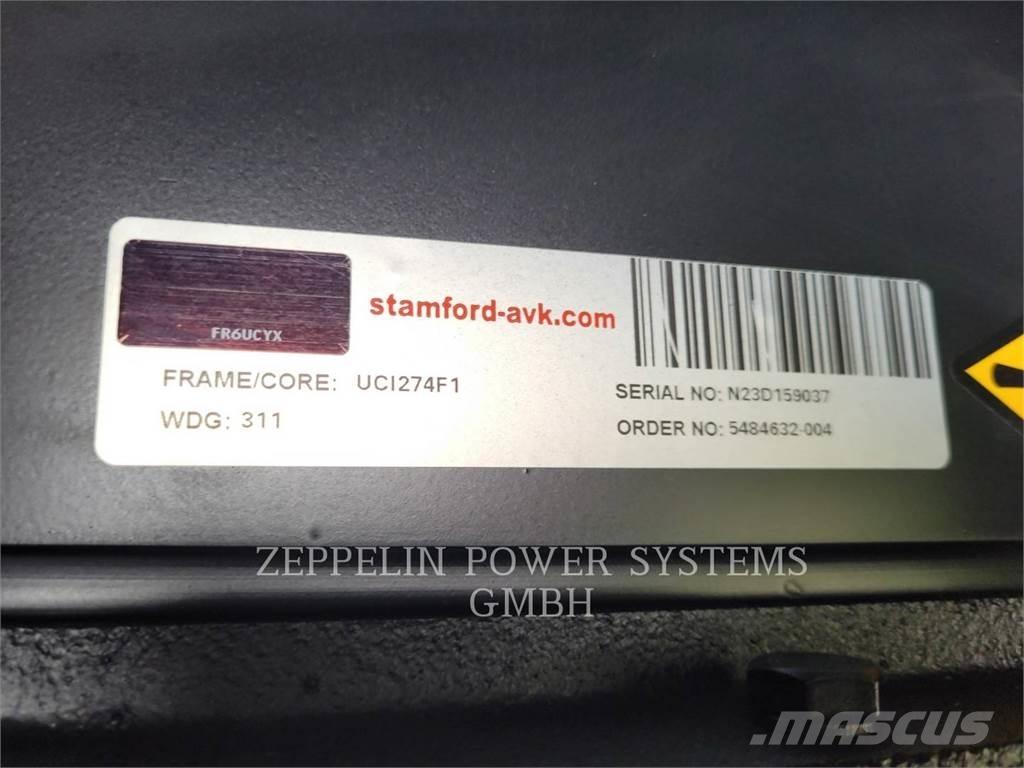 FR6UCYX
stamford-avk.com
FRAME/CORE: UCI274F1
WDG: 311
SERIAL NO: N23D159037
ORDER NO: 5484632-004
ZEPPELIN POWER SYSTEMS
GMBH
MASCUS